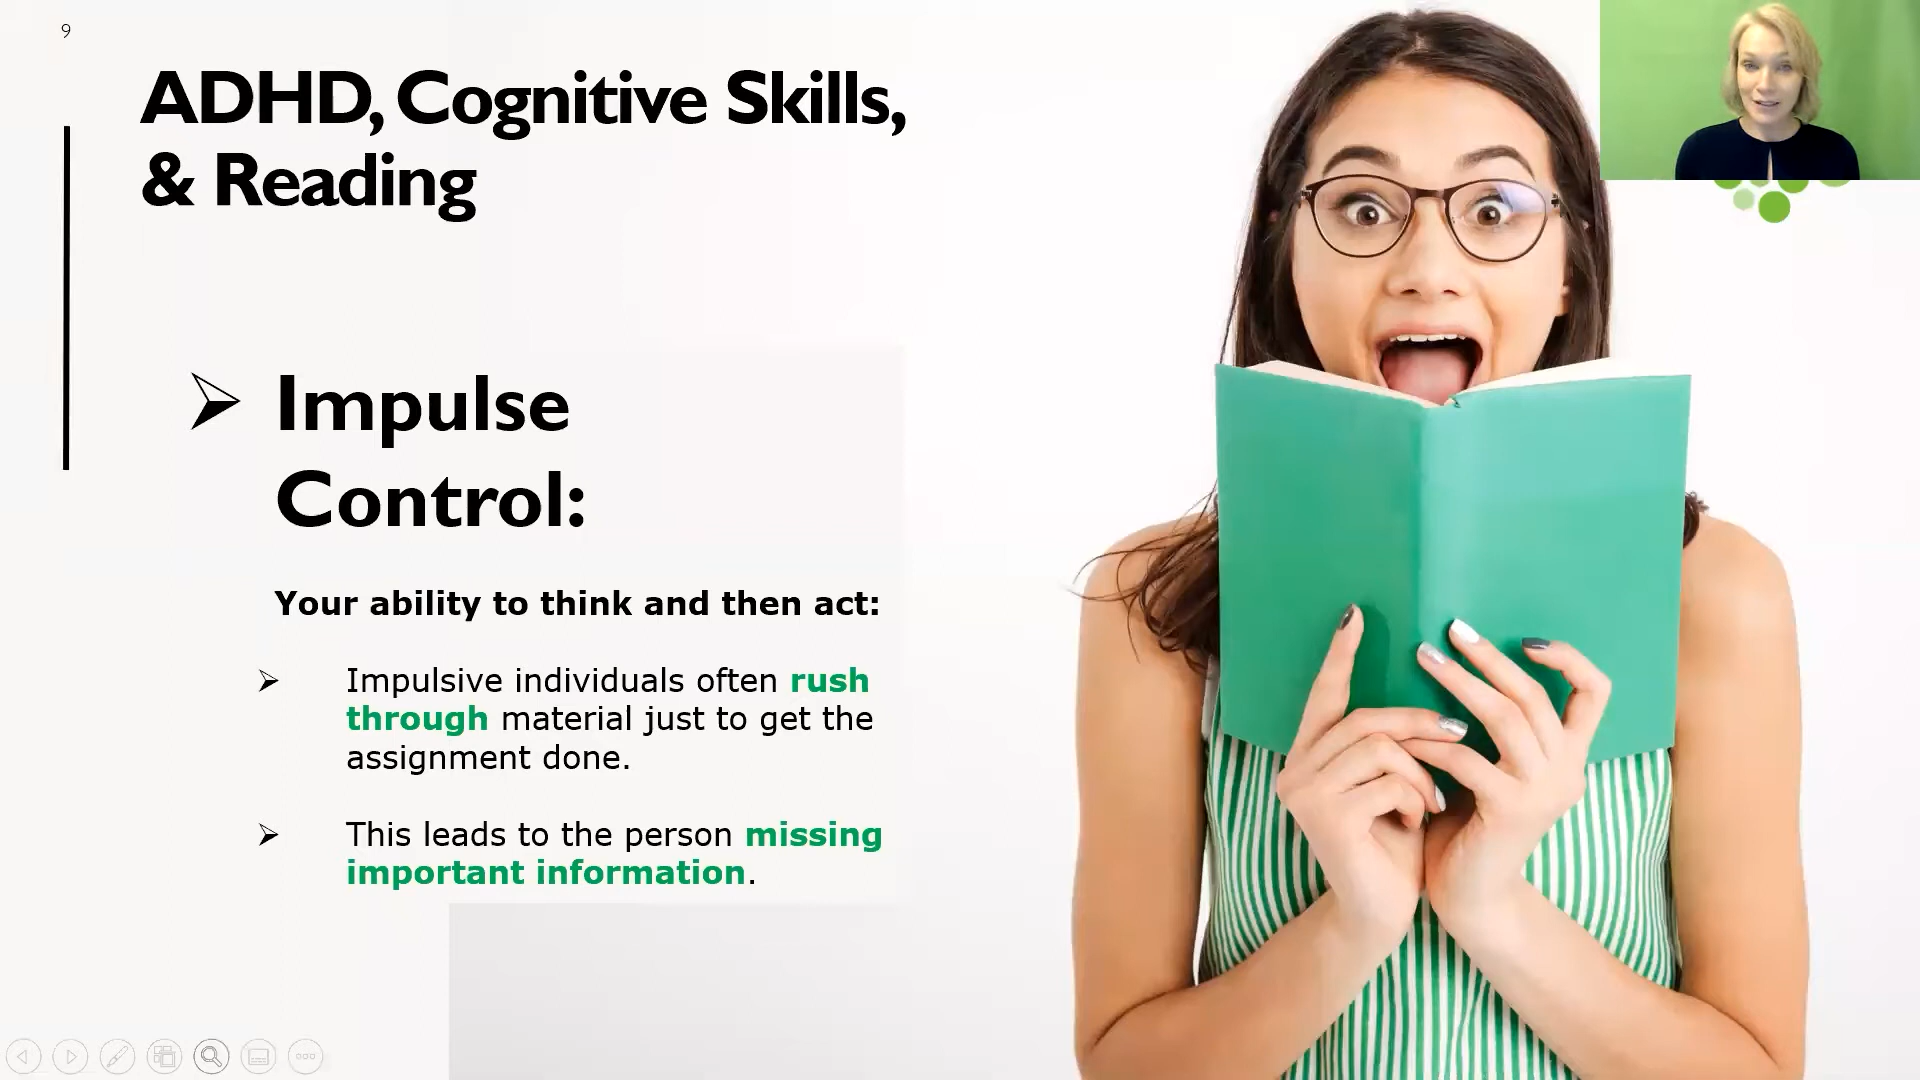 9
ADHD, Cognitive Skills,
& Reading
Impulse
Control:
Your ability to think and then act:
Impulsive individuals often rush
through material just to get the
assignment done.
This leads to the person missing
important information.